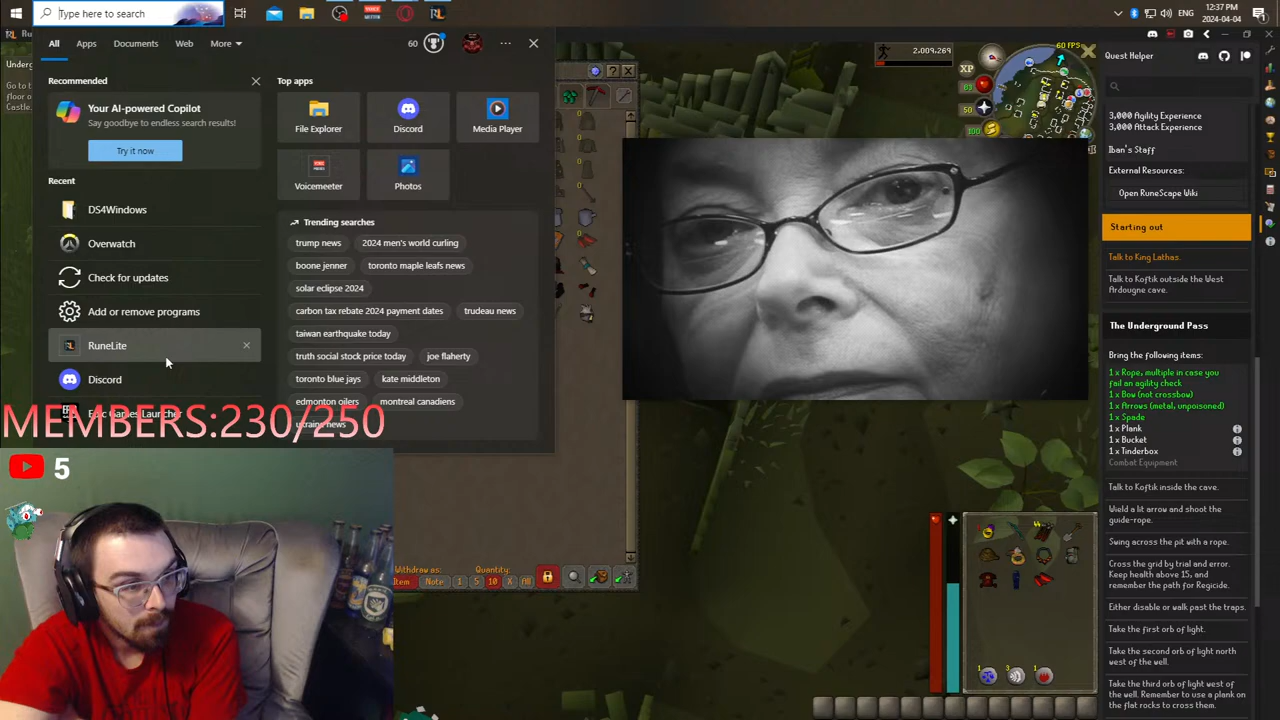 Type here to search
ENG
12:37 PM
2024-04-04
All
Apps
Documents
Web
More
60
Recommended
Your AI-powered Copilot
Say goodbye to endless search results!
Try it now
Recent
DS4Windows
Overwatch
Check for updates
Add or remove programs
RuneLite
Discord
Epic Games Launcher
Top apps
File Explorer
Discord
Media Player
Voicemeeter
Photos
Trending searches
trump news
2024 men's world curling
boone jenner
toronto maple leafs news
solar eclipse 2024
carbon tax rebate 2024 payment dates
trudeau news
taiwan earthquake today
truth social stock price today
joe flaherty
toronto blue jays
kate middleton
edmonton oilers
montreal canadiens
ukraine news
MEMBERS:230/250
5
Withdraw as:
Quantity:
Item
Note
1
5
10
X
All
2,009,269
60 FPS
XP
83
50
100
Quest Helper
3,000 Agility Experience
3,000 Attack Experience
Iban's Staff
External Resources:
Open RuneScape Wiki
Starting out
Talk to King Lathas.
Talk to Koftik outside the West
Ardougne cave.
The Underground Pass
Bring the following items:
1 x Rope, multiple in case you
fail an agility check
1 x Bow (not crossbow)
1 x Arrows (metal, unpoisoned)
1 x Spade
1 x Plank
1 x Bucket
1 x Tinderbox
Combat Equipment
Talk to Koftik inside the cave.
Wield a lit arrow and shoot the
guide-rope.
Swing across the pit with a rope.
Cross the grid by trial and error.
Keep health above 15, and
remember the path for Regicide.
Either disable or walk past the traps.
Take the first orb of light.
Take the second orb of light north
west of the well.
Take the third orb of light west of
the well. Remember to use a plank on
the flat rocks to cross them.